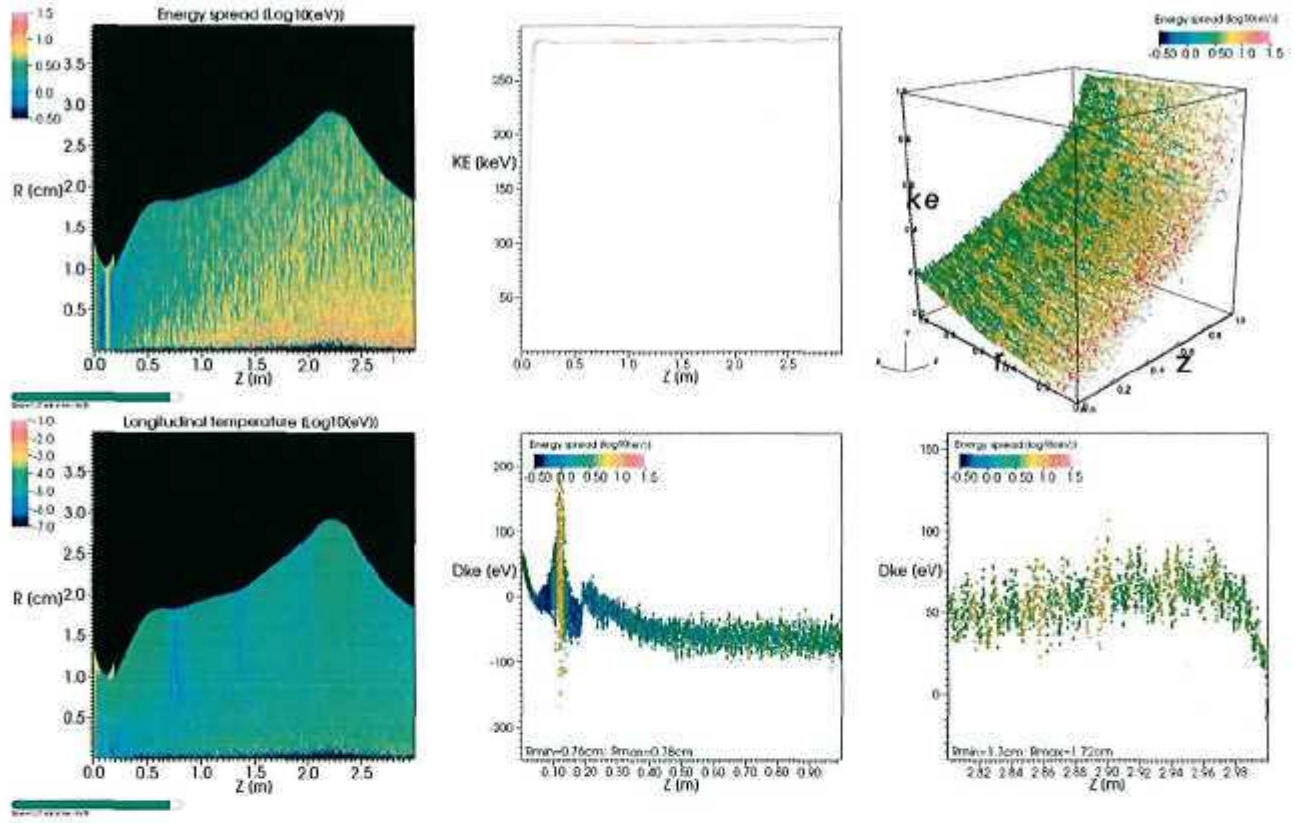 Energy spread (Log10(eV))
1.5
1.0
0.50
0.0
-0.50
3.5
3.0
2.5
R (cm)
2.0
1.5
1.0
0.5
0.0
0.5
1.0
1.5
2.0
2.5
Z (m)
250
200
KE (keV)
150
100
50
0.0
0.5
1.0
1.5
2.0
2.5
Z (m)
Energy spread (log10(eV))
-0.50 0.0 0.50 1.0 1.5
ke
r
Z
0.2
0.4
Longitudinal temperature (Log10(eV))
-1.0
-2.0
-3.0
-4.0
-5.0
-6.0
-7.0
3.5
3.0
2.5
R (cm)
2.0
1.5
1.0
0.5
0.0
0.5
1.0
1.5
2.0
2.5
Z (m)
Energy spread (log10(eV))
-0.50 0.0 0.50 1.0 1.5
200
100
Dke (eV)
0
-100
-200
Rmin=0.76cm; Rmax=0.78cm
0.10 0.20 0.30 0.40 0.50 0.60 0.70 0.80 0.90
Z (m)
Energy spread (log10(eV))
-0.50 0.0 0.50 1.0 1.5
150
100
Dke (eV)
50
0
Rmax=1.72cm
2.82 2.84 2.86 2.88 2.90 2.92 2.94 2.96 2.98
Z (m)